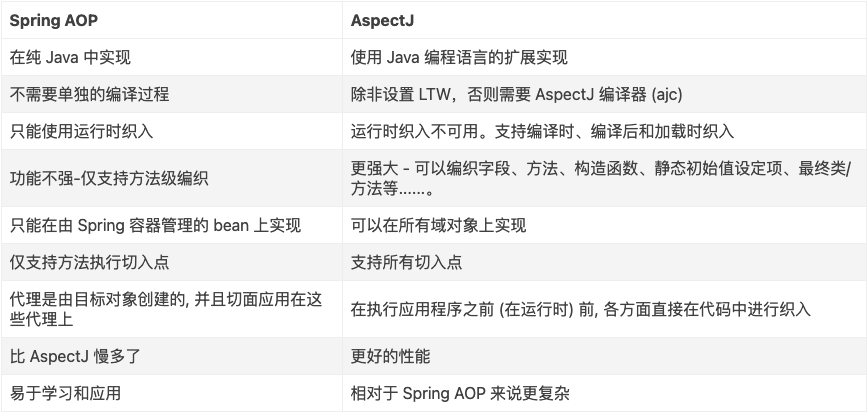 Spring AOP
AspectJ
在纯 Java 中实现
使用 Java 编程语言的扩展实现
不需要单独的编译过程
除非设置 LTW，否则需要 AspectJ 编译器 (ajc)
只能使用运行时织入
运行时织入不可用。支持编译时、编译后和加载时织入
功能不强-仅支持方法级编织
更强大 - 可以编织字段、方法、构造函数、静态初始值设定项、最终类/
方法等......。
只能在由 Spring 容器管理的 bean 上实现
可以在所有域对象上实现
仅支持方法执行切入点
支持所有切入点
代理是由目标对象创建的, 并且切面应用在这
些代理上
在执行应用程序之前 (在运行时) 前, 各方面直接在代码中进行织入
比 AspectJ 慢多了
更好的性能
易于学习和应用
相对于 Spring AOP 来说更复杂